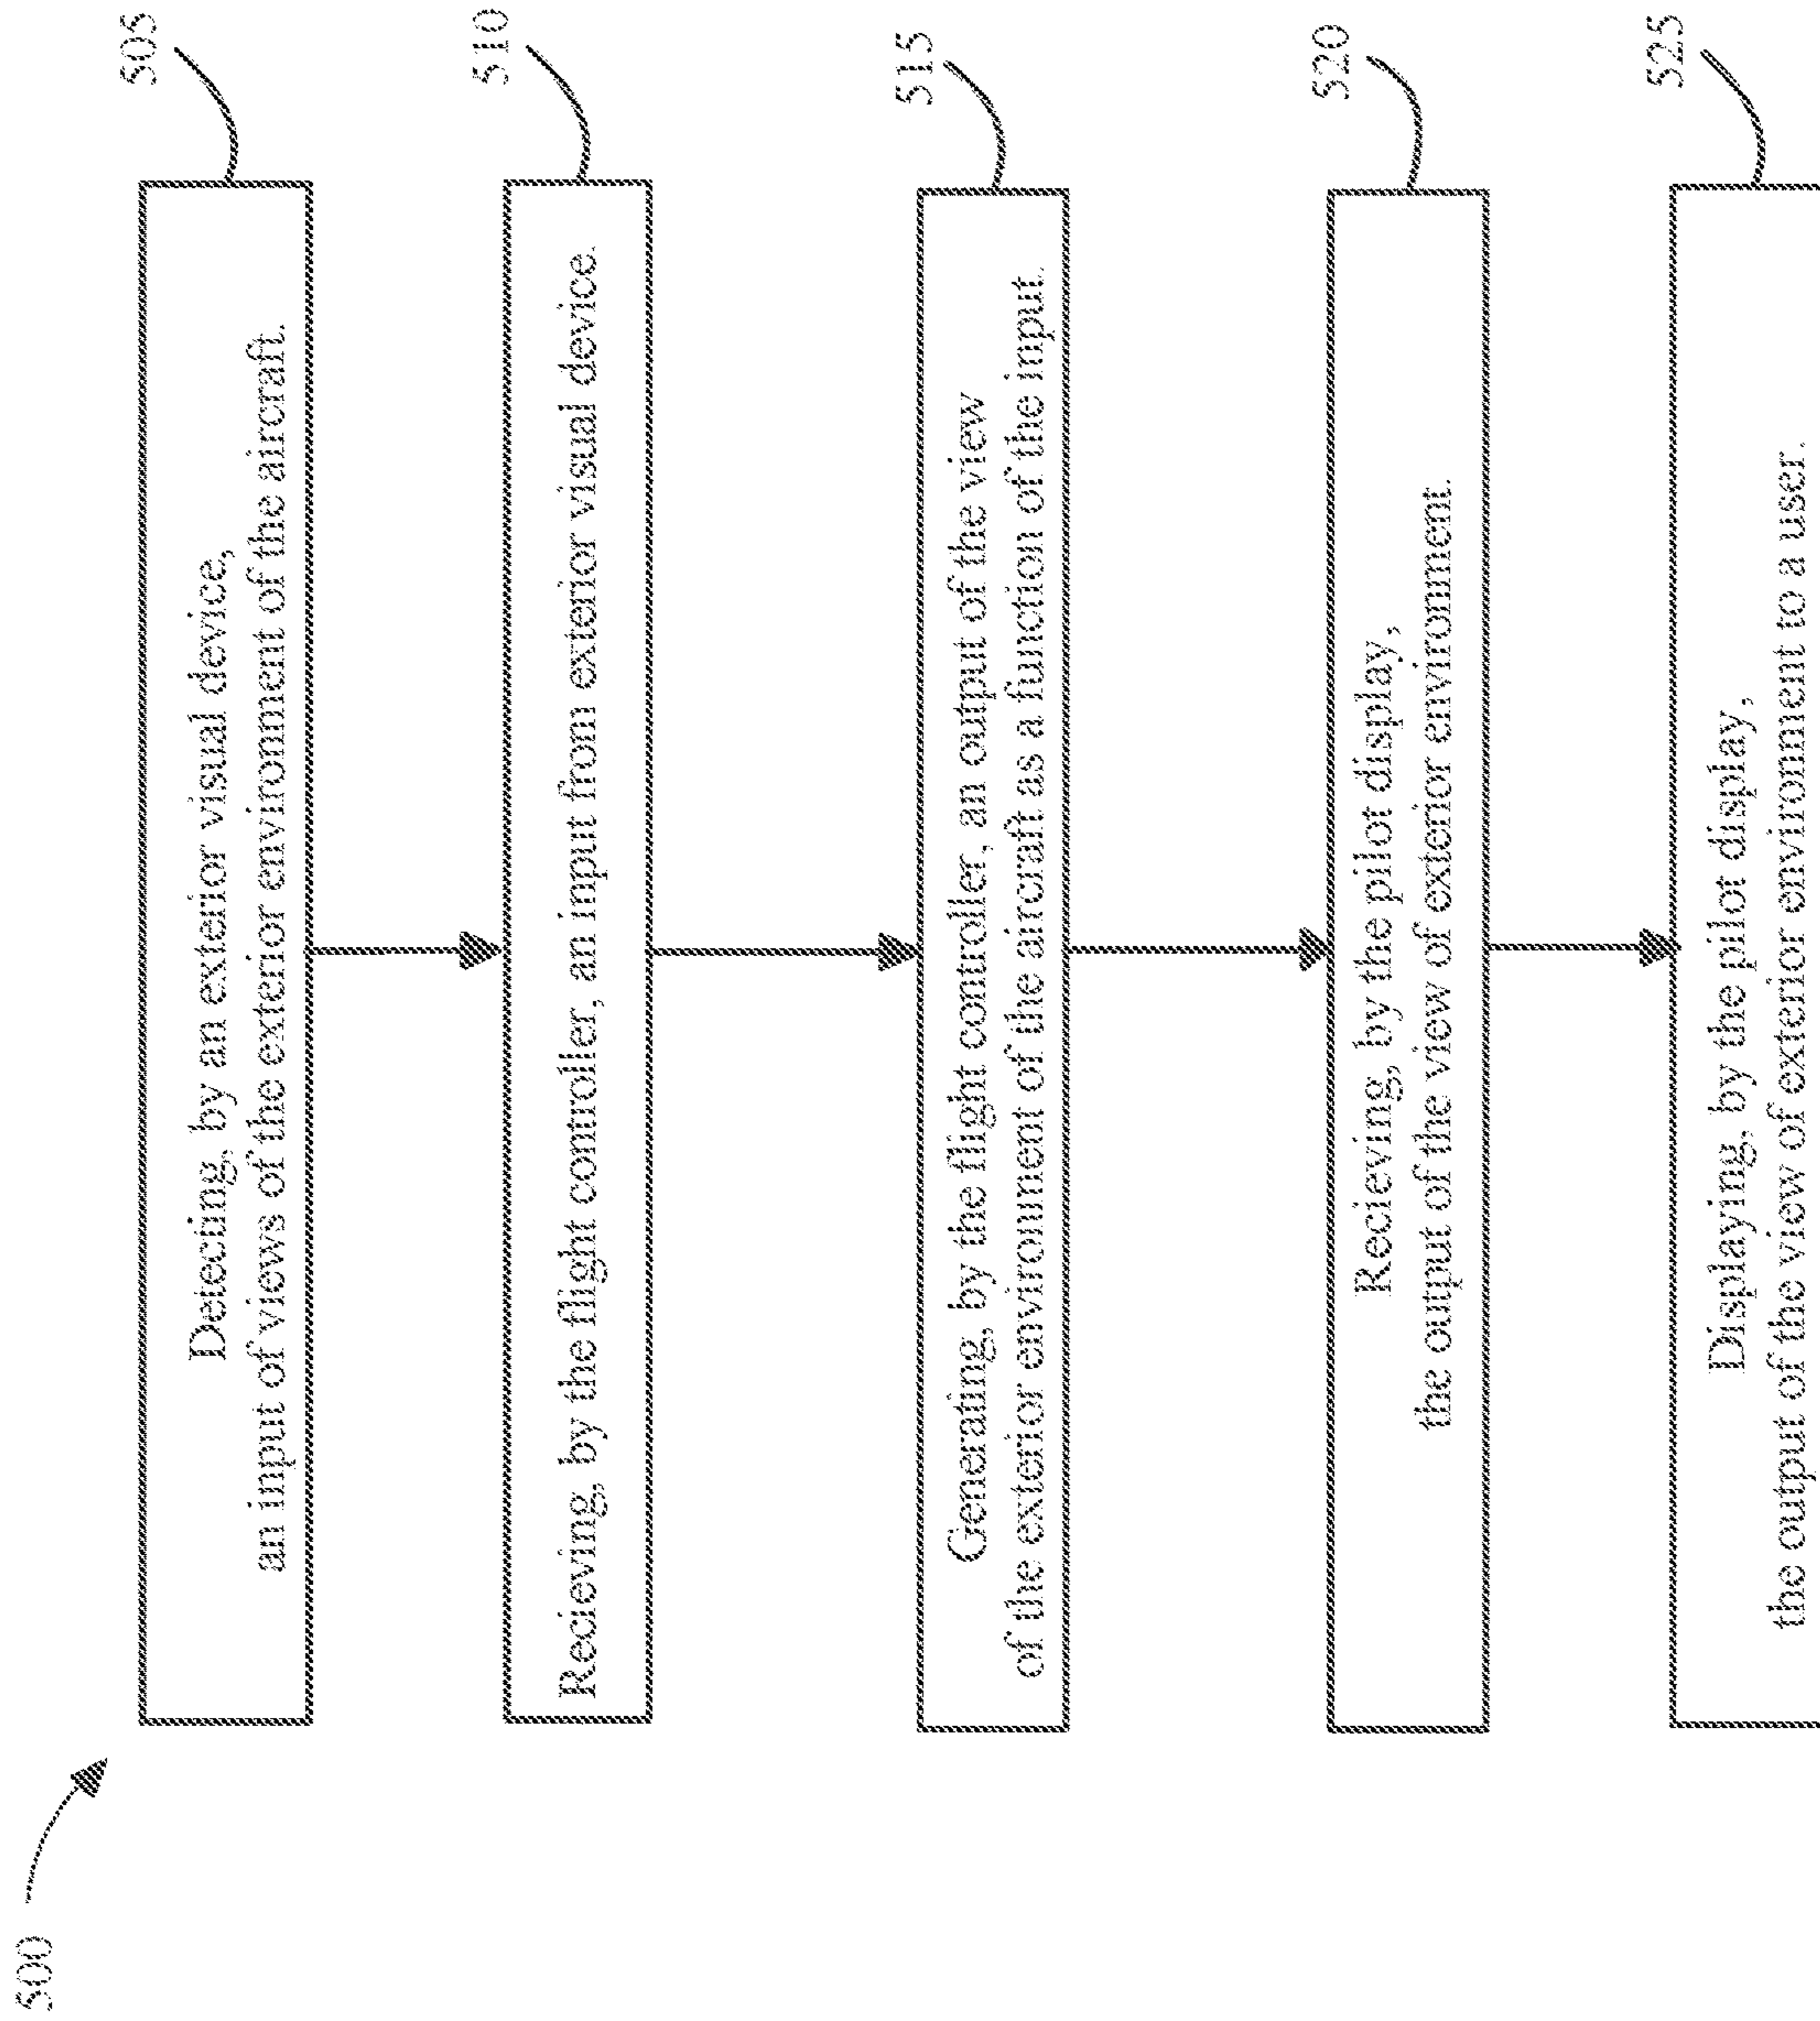 500
505
Detecting, by an exterior visual device,
an input of views of the exterior environment of the aircraft.
510
Recieving, by the flight controller, an input from exterior visual device.
515
Generating, by the flight controller, an output of the view
of the exterior environment of the aircraft as a function of the input.
520
Recieving, by the pilot display,
the output of the view of exterior environment.
525
Displaying, by the pilot display,
the output of the view of exterior environment to a user.